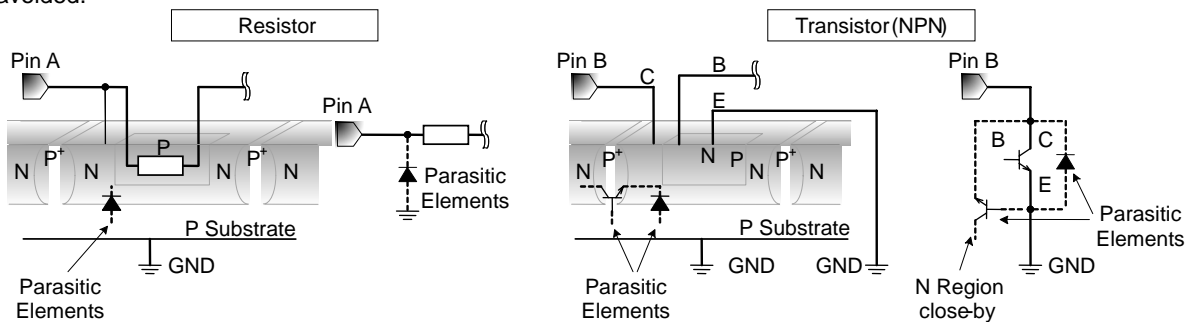 avoided.
Resistor
Transistor (NPN)
Pin A
Pin B
C
B
E
Pin B
Pin A
N
P+
N
P
P+
N
N
Parasitic
Elements
N
P+
N
P
P+
N
B
C
E
P Substrate
GND
Parasitic
Elements
P Substrate
GND
GND
Parasitic
Elements
Parasitic
Elements
GND
N Region
close-by